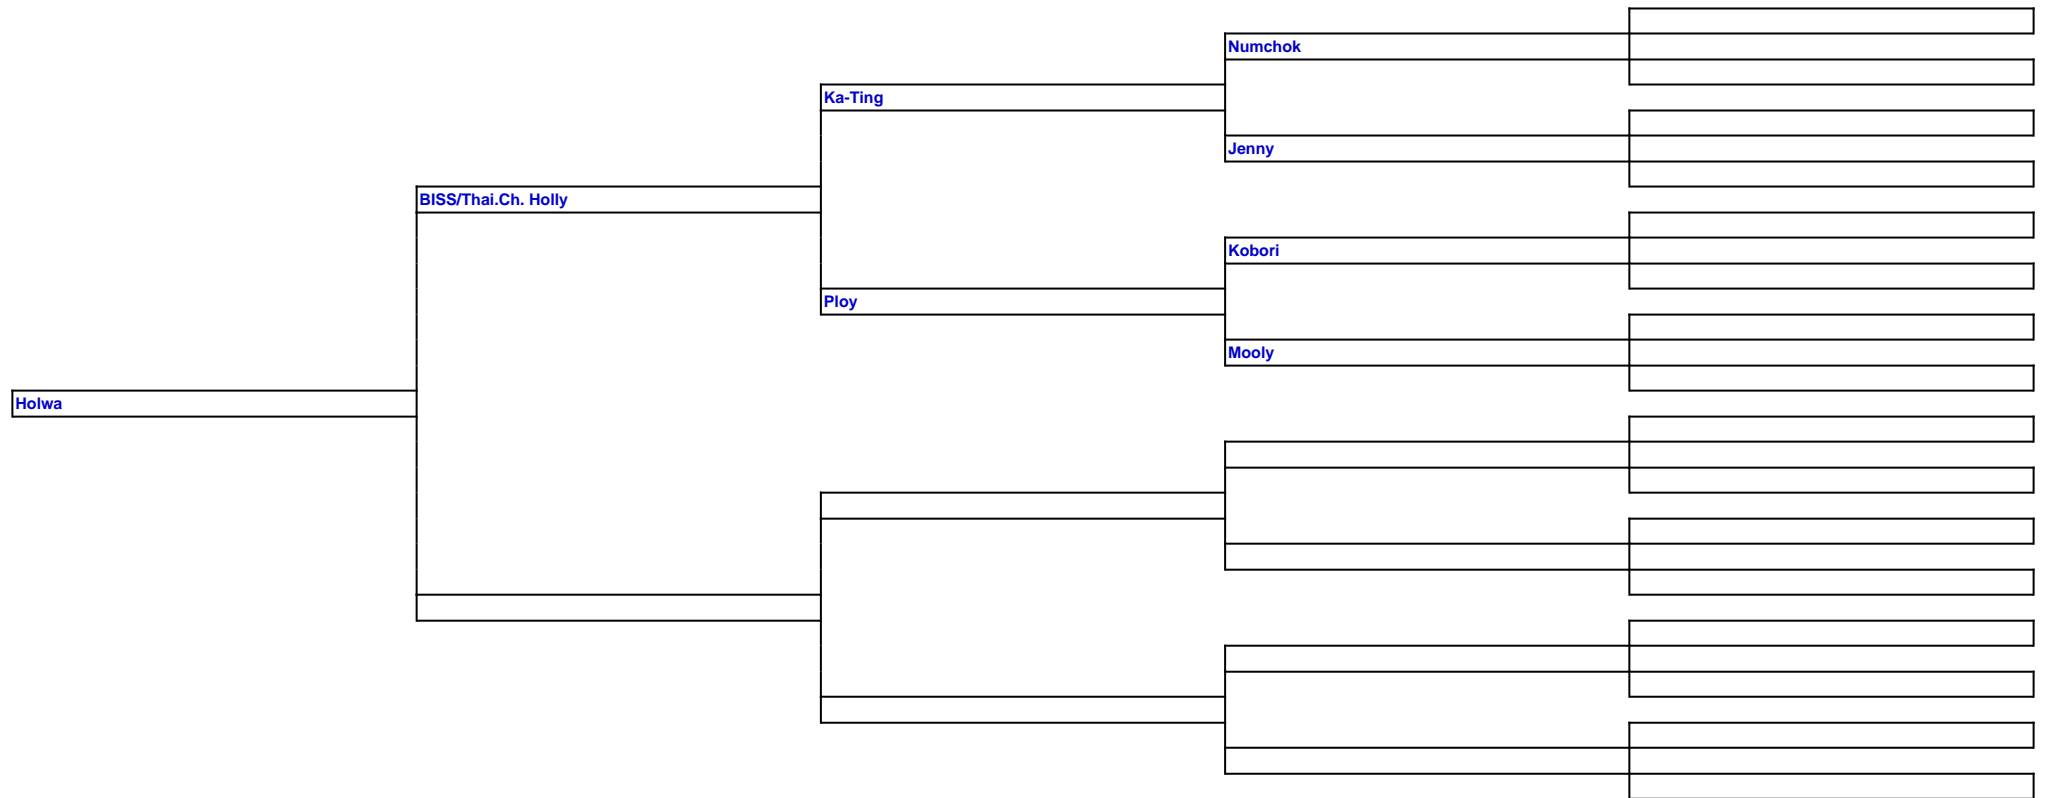 Numchok
Ka-Ting
Jenny
BISS/Thai.Ch. Holly
Kobori
Ploy
Mooly
Holwa